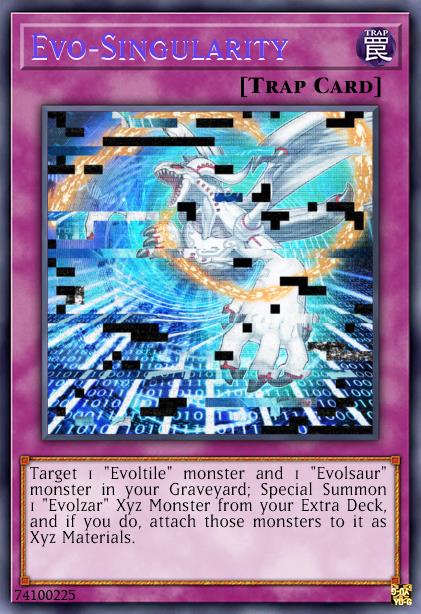 Evo-Singularity
TRAP
罠
[Trap Card]
Target 1 "Evoltile" monster and 1 "Evolsaur"
monster in your Graveyard; Special Summon
1 "Evolzar" Xyz Monster from your Extra Deck,
and if you do, attach those monsters to it as
Xyz Materials.
74100225